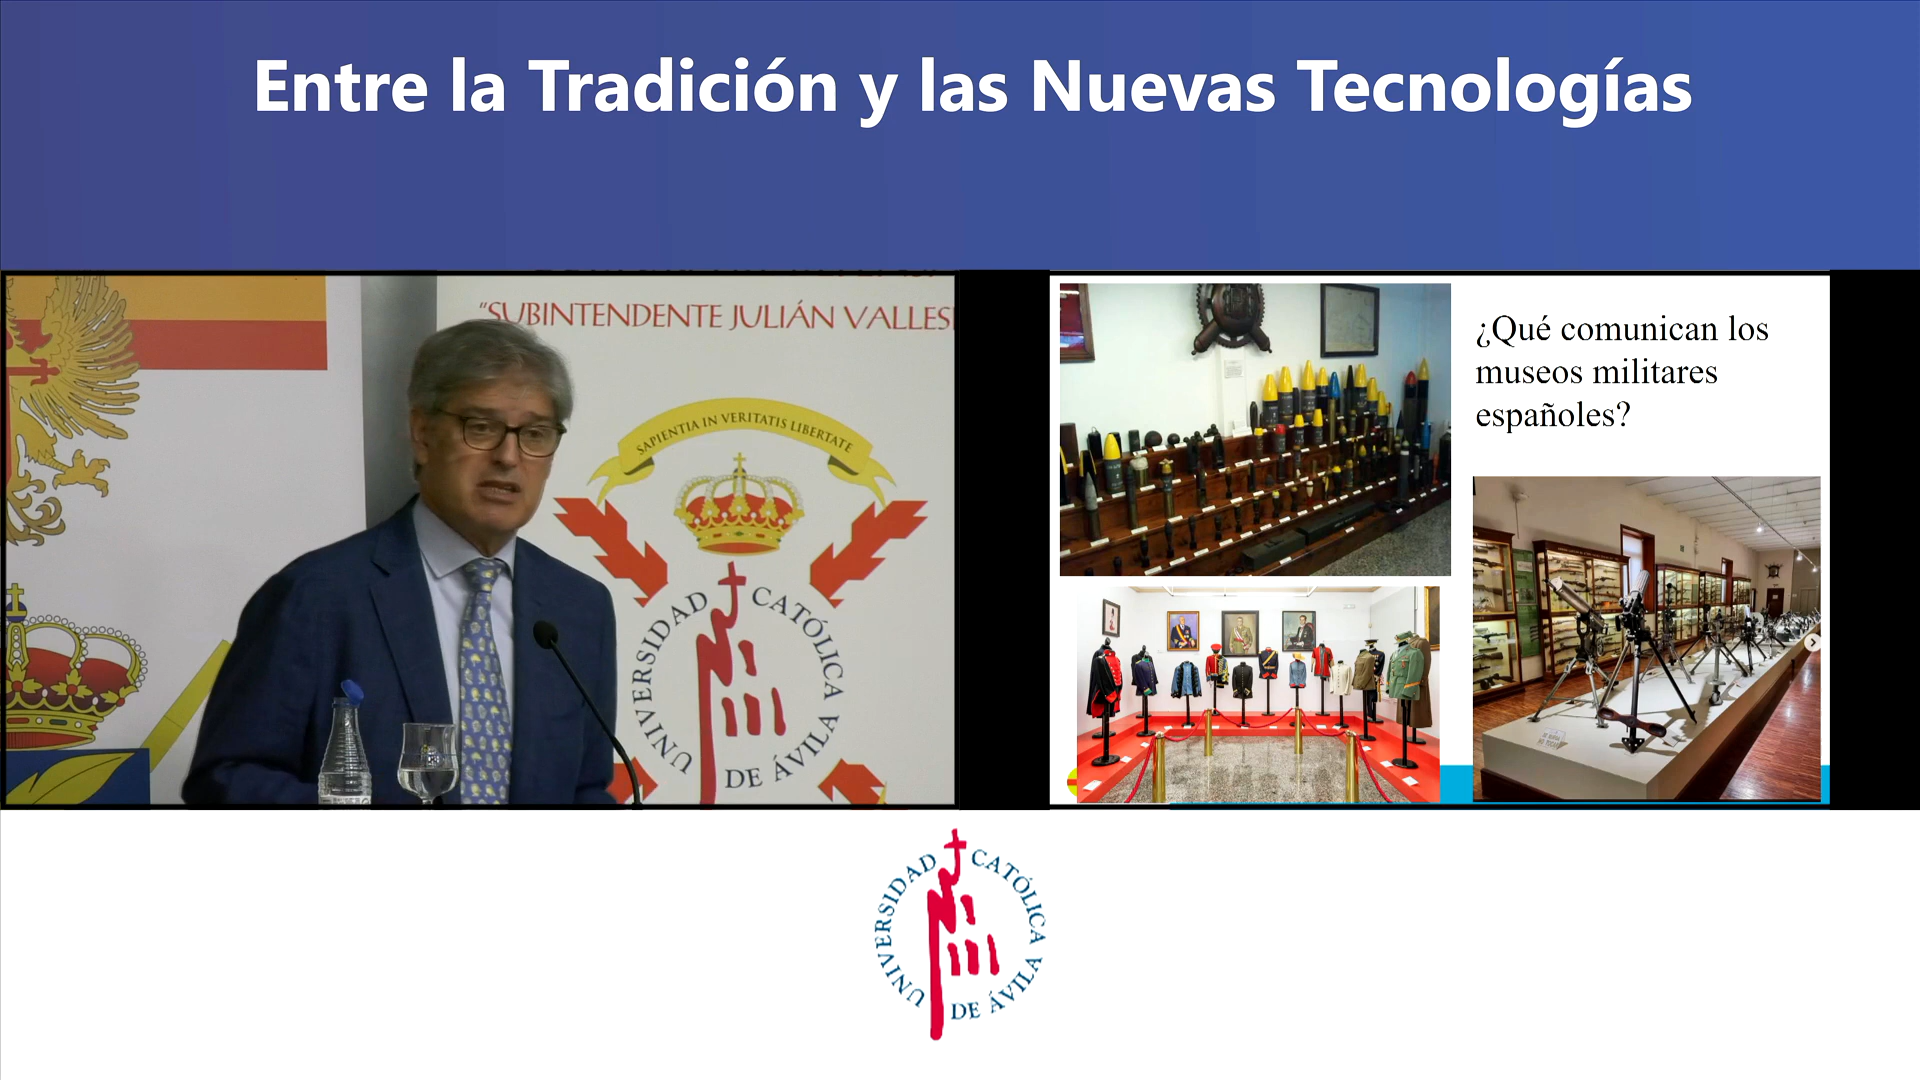 Entre la Tradición y las Nuevas Tecnologías
"SUBINTENDENTE JULIÁN
SAPIENTIA IN VERITATIS LIBERTATE
UNIVERSIDAD CATÓLICA DE ÁVILA
¿Qué comunican los
museos militares
españoles?
UNIVERSIDAD CATÓLICA DE ÁVILA